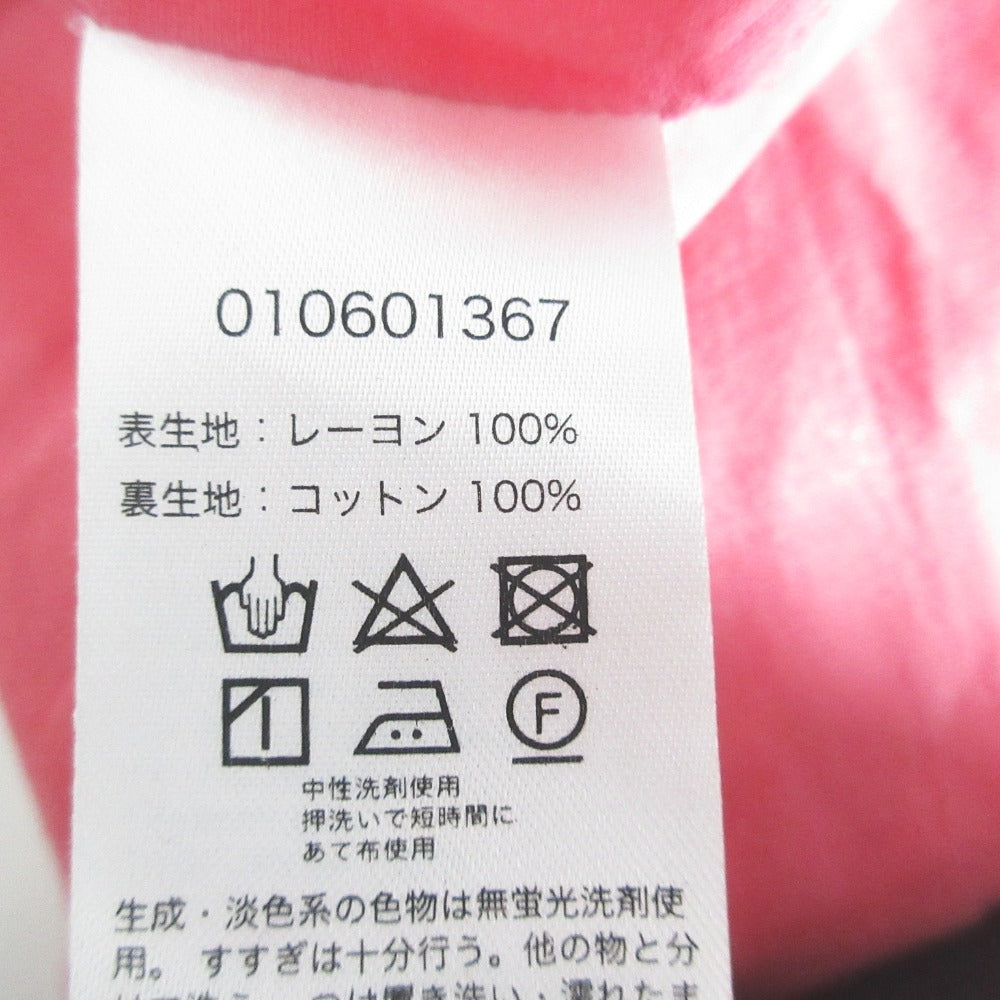 010601367
表生地：レーヨン 100%
裏生地：コットン 100%
F
中性洗剤使用
押洗いで短時間に
あて布使用
生成・淡色系の色物は無蛍光洗剤使
用。すすぎは十分行う。他の物と分